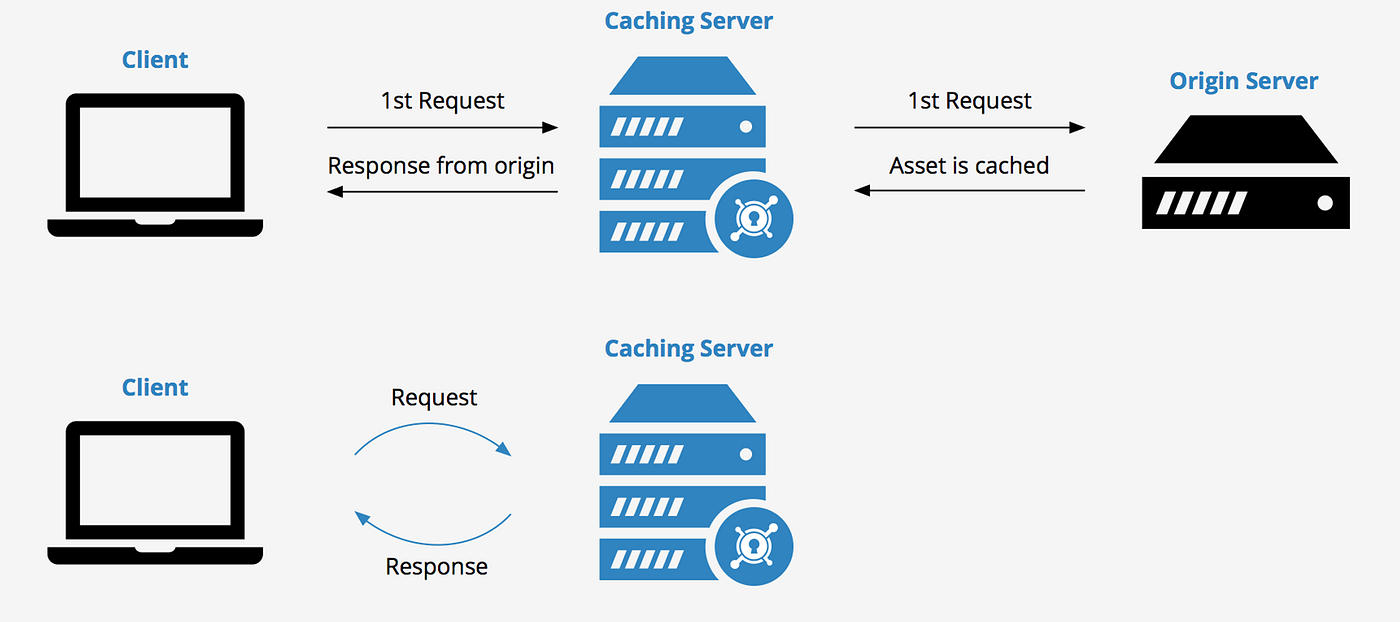 Caching Server
Client
Origin Server
1st Request
1st Request
Response from origin
Asset is cached
Caching Server
Client
Request
Response